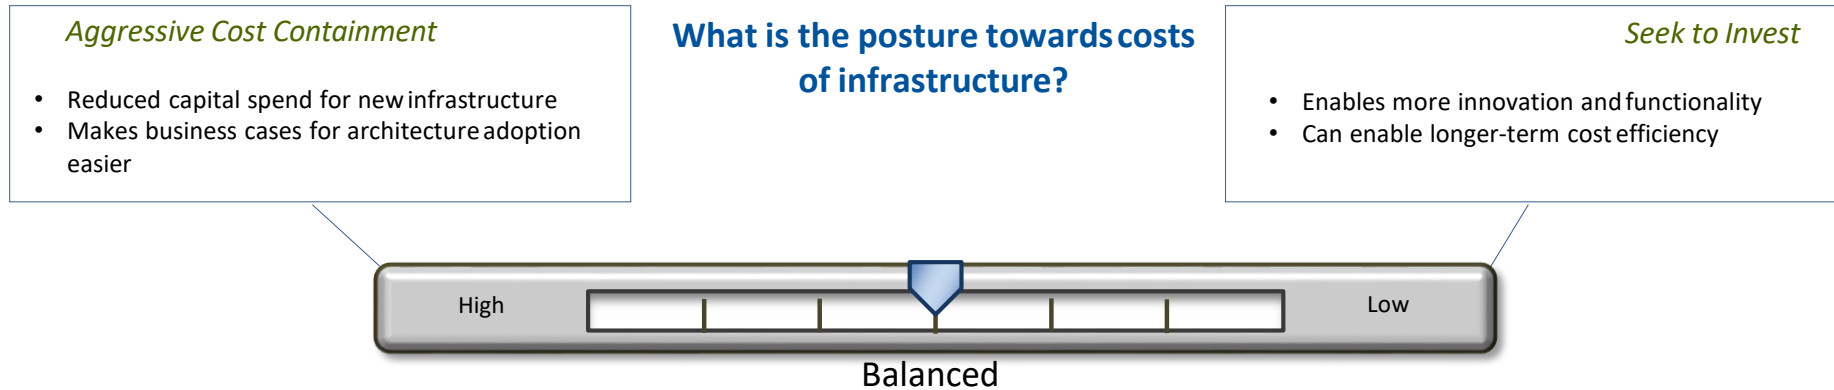 Aggressive Cost Containment
• Reduced capital spend for new infrastructure
• Makes business cases for architecture adoption
easier
What is the posture towards costs
of infrastructure?
Seek to Invest
• Enables more innovation and functionality
• Can enable longer-term cost efficiency
High
Low
Balanced